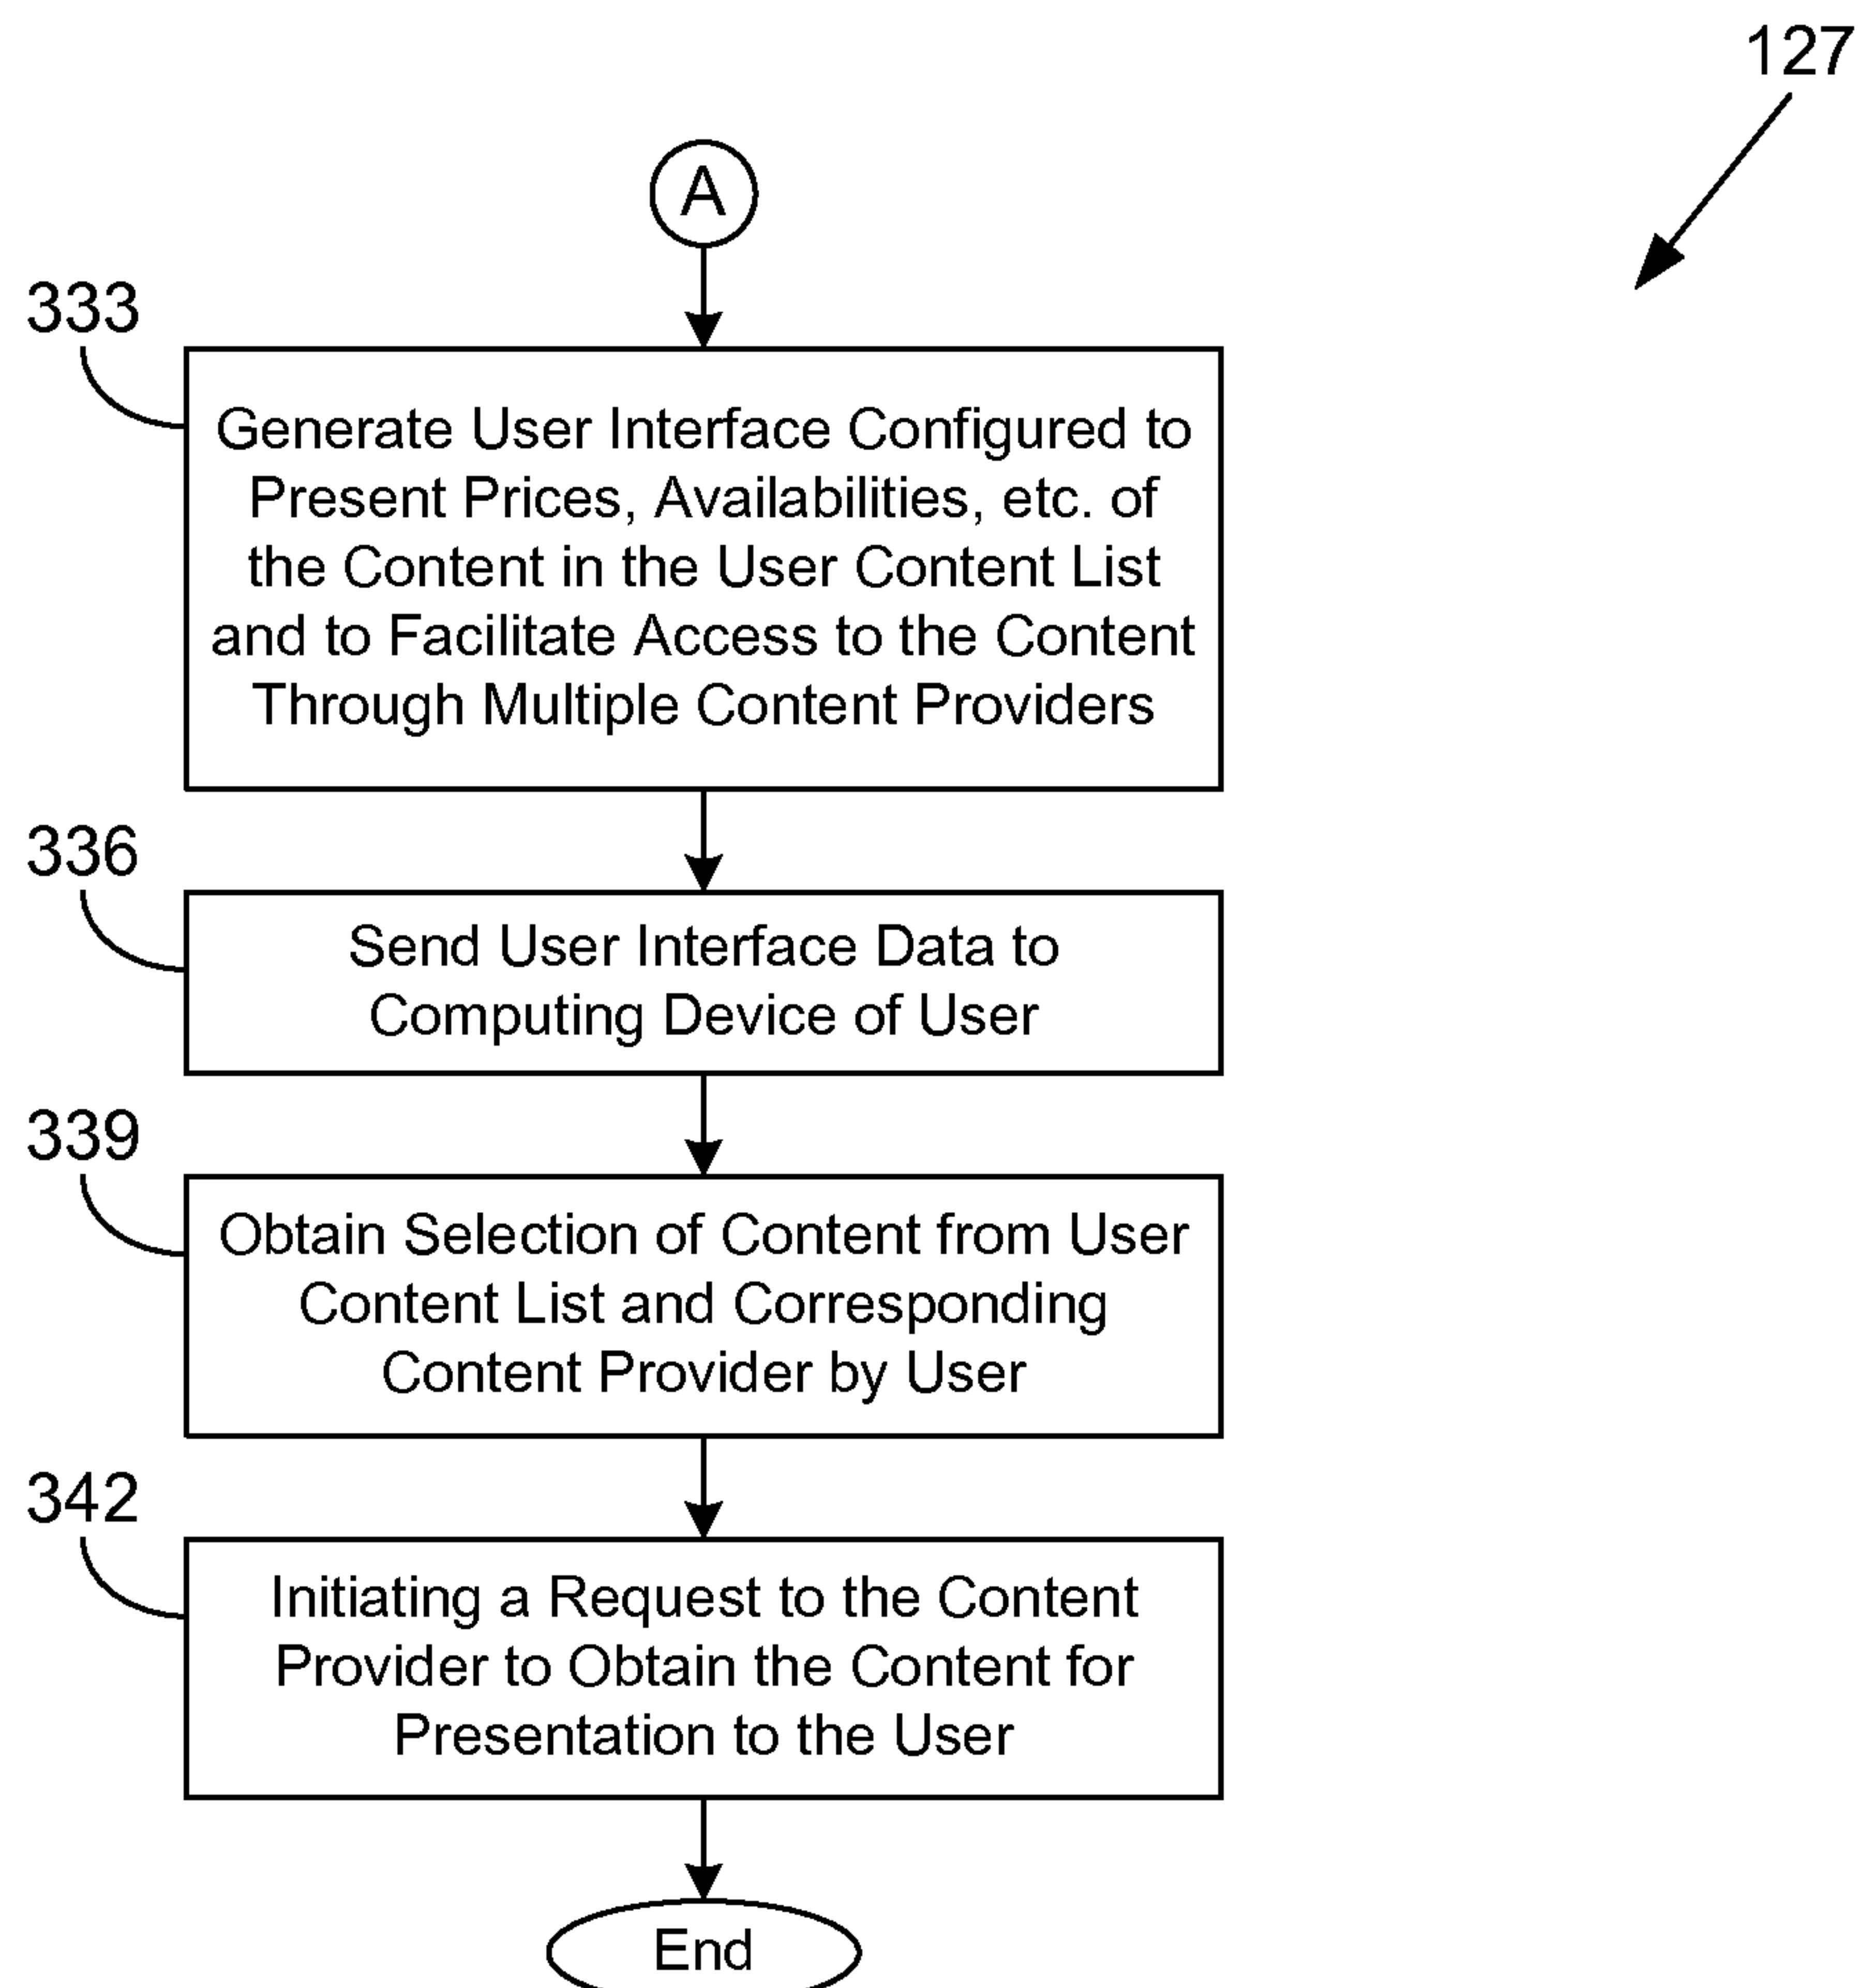 127
A
333
Generate User Interface Configured to
Present Prices, Availabilities, etc. of
the Content in the User Content List
and to Facilitate Access to the Content
Through Multiple Content Providers
336
Send User Interface Data to
Computing Device of User
339
Obtain Selection of Content from User
Content List and Corresponding
Content Provider by User
342
Initiating a Request to the Content
Provider to Obtain the Content for
Presentation to the User
End